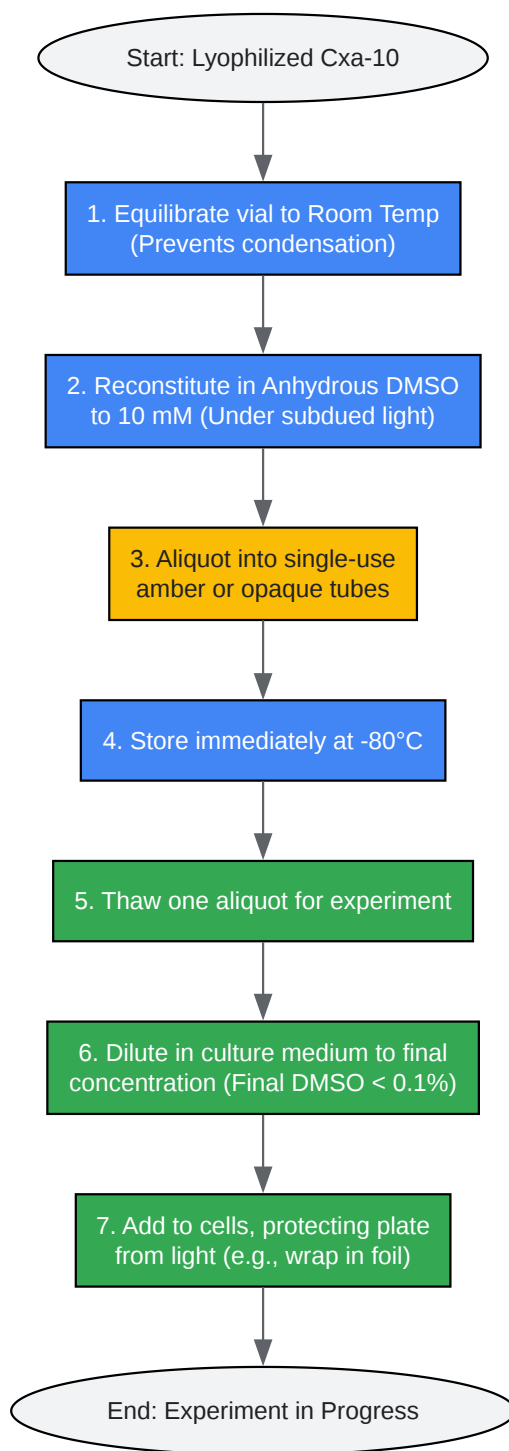 Start: Lyophilized Cxa-10
1. Equilibrate vial to Room Temp
(Prevents condensation)
2. Reconstitute in Anhydrous DMSO
to 10 mM (Under subdued light)
3. Aliquot into single-use
amber or opaque tubes
4. Store immediately at -80°C
5. Thaw one aliquot for experiment
6. Dilute in culture medium to final
concentration (Final DMSO < 0.1%)
7. Add to cells, protecting plate
from light (e.g., wrap in foil)
End: Experiment in Progress